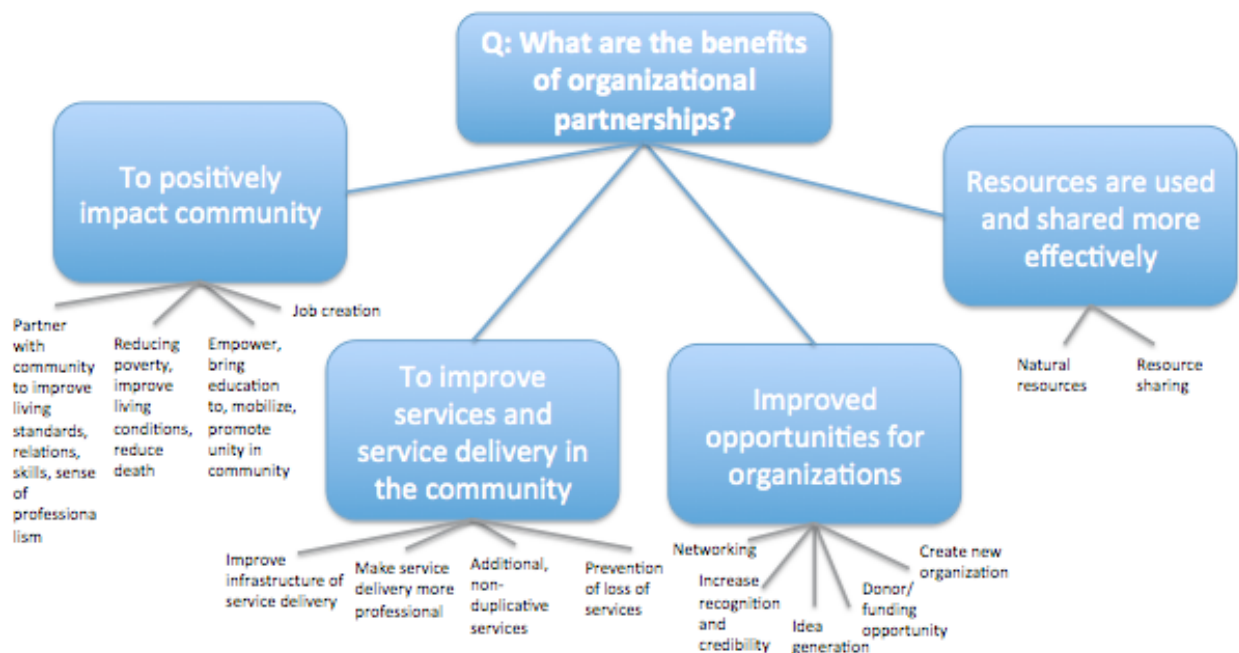 Q: What are the benefits
of organizational
partnerships?
To positively
impact community
Resources are used
and shared more
effectively
Job creation
Partner
with
community
to improve
living
standards,
relations,
skills, sense
of
professiona
lism
Reducing
poverty,
improve
living
conditions,
reduce
death
Empower,
bring
education
to, mobilize,
promote
unity in
community
To improve
services and
service delivery in
the community
Improved
opportunities for
organizations
Natural
resources
Resource
sharing
Improve
infrastructure of
service delivery
Make service
delivery more
professional
Additional,
non-
duplicative
services
Prevention
of loss of
services
Networking
Increase
recognition
and
credibility
Idea
generation
Donor/
funding
opportunity
Create new
organization